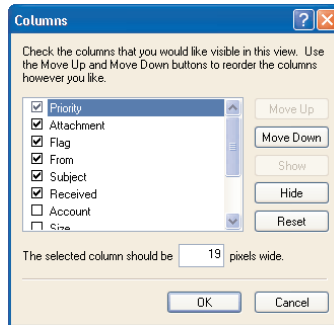 Columns
Check the columns that you would like visible in this view. Use
the Move Up and Move Down buttons to reorder the columns
however you like.
Priority
Attachment
Flag
From
Subject
Received
Account
Size
Move Up
Move Down
Show
Hide
Reset
The selected column should be 19 pixels wide.
OK
Cancel